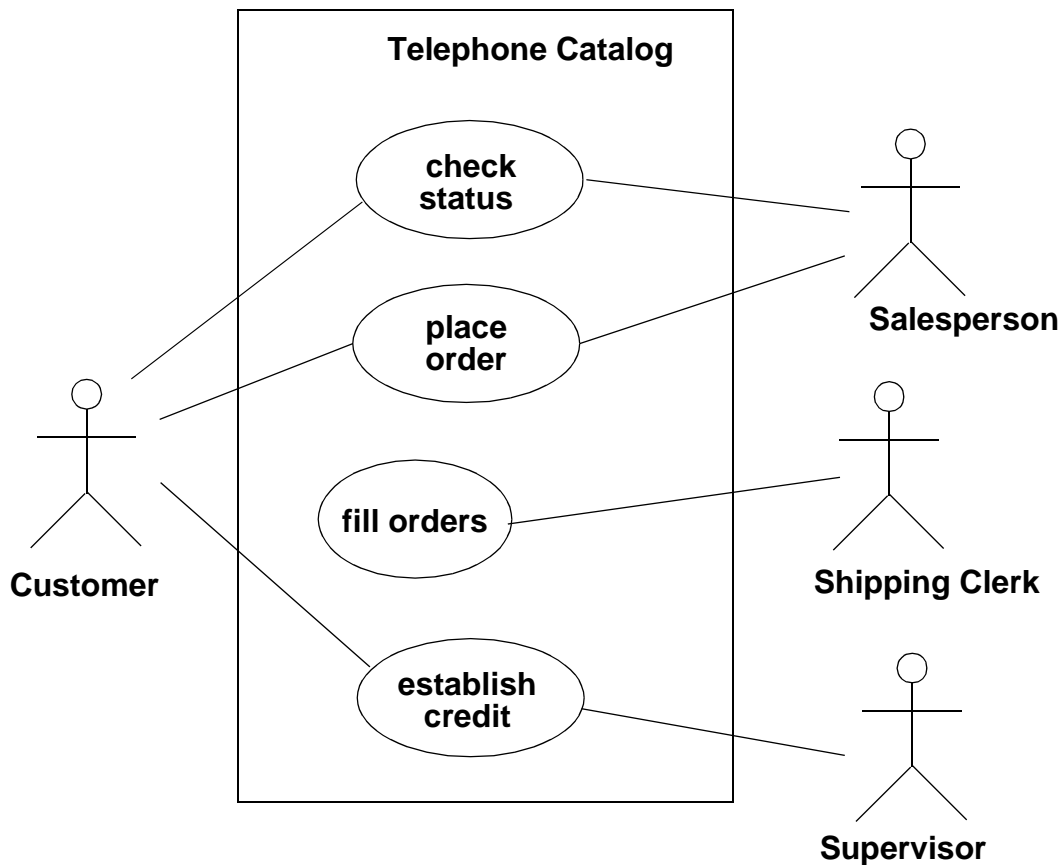 Telephone Catalog
check
status
Salesperson
place
order
Customer
fill orders
Shipping Clerk
establish
credit
Supervisor